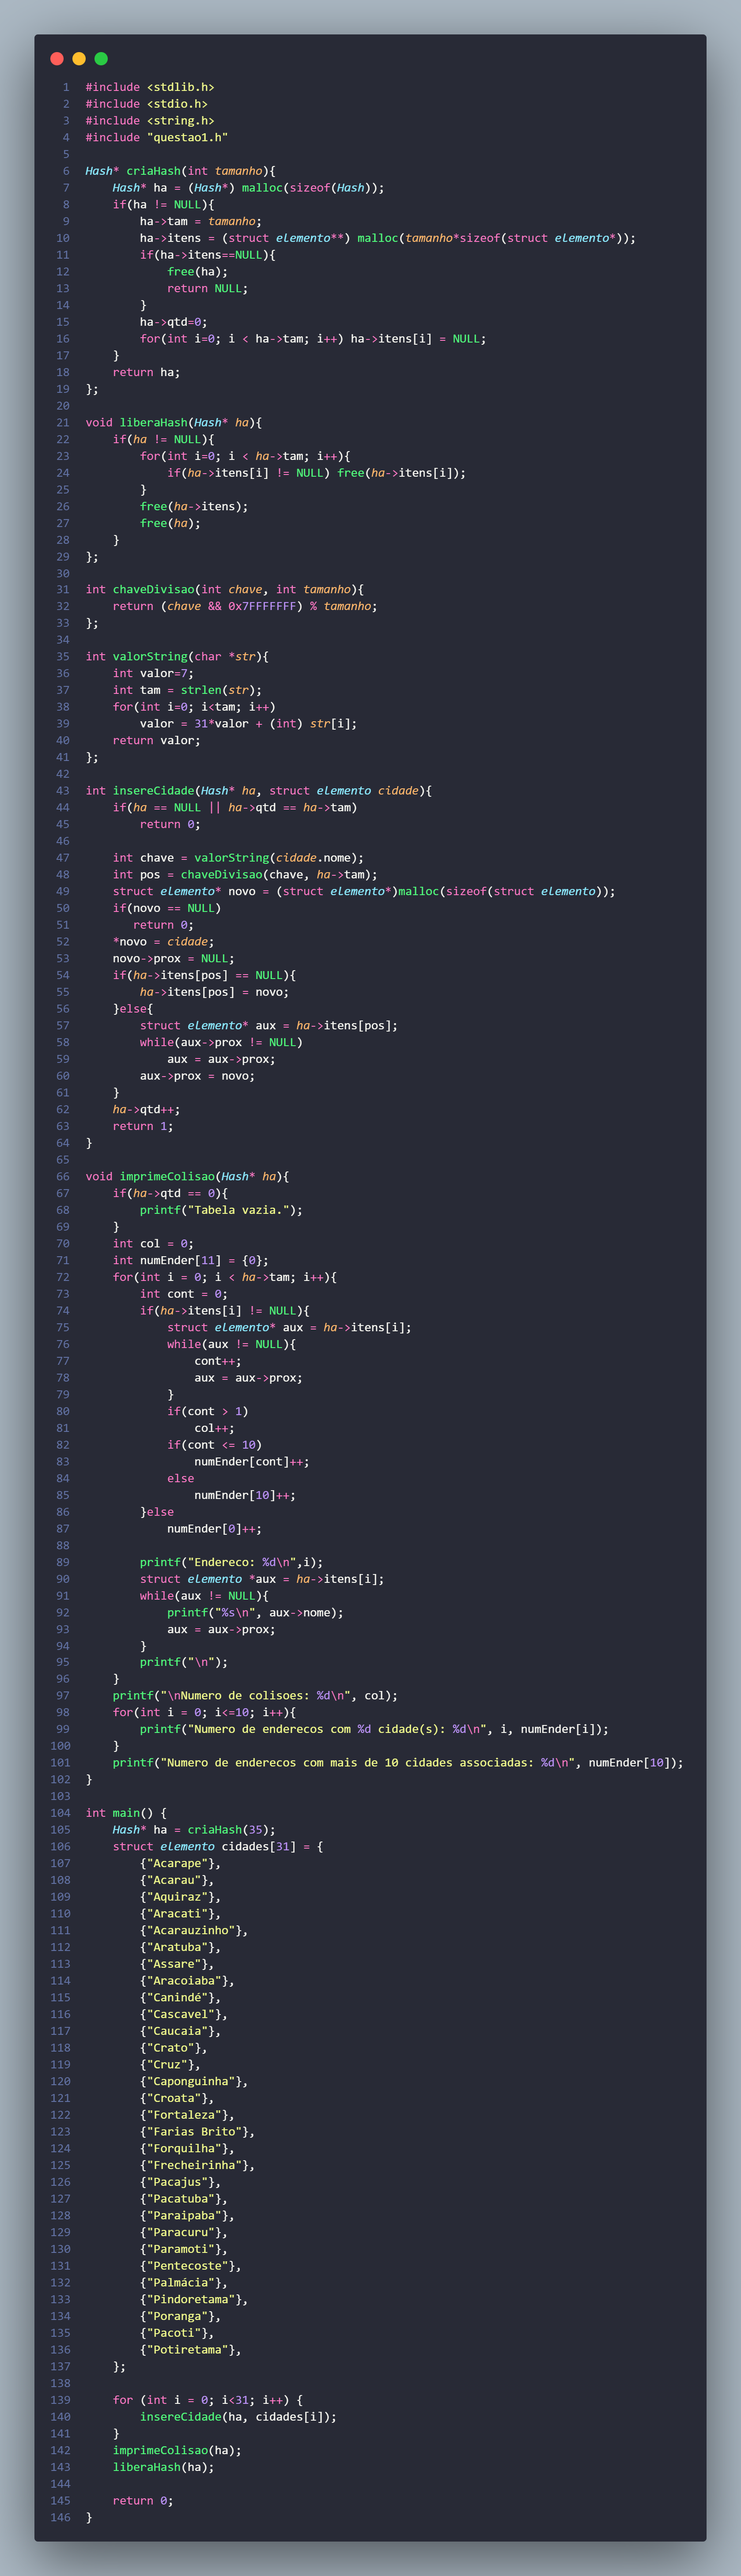 1 #include <stdlib.h>
2 #include <stdio.h>
3 #include <string.h>
4 #include "questao1.h"
5
6 Hash* criaHash(int tamanho){
7     Hash* ha = (Hash*) malloc(sizeof(Hash));
8     if(ha != NULL){
9         ha->tam = tamanho;
10         ha->itens = (struct elemento**) malloc(tamanho*sizeof(struct elemento*));
11         if(ha->itens==NULL){
12             free(ha);
13             return NULL;
14         }
15         ha->qtd=0;
16         for(int i=0; i < ha->tam; i++) ha->itens[i] = NULL;
17     }
18     return ha;
19 };
20
21 void liberaHash(Hash* ha){
22     if(ha != NULL){
23         for(int i=0; i < ha->tam; i++){
24             if(ha->itens[i] != NULL) free(ha->itens[i]);
25         }
26         free(ha->itens);
27         free(ha);
28     }
29 };
30
31 int chaveDivisao(int chave, int tamanho){
32     return (chave && 0x7FFFFFFF) % tamanho;
33 };
34
35 int valorString(char *str){
36     int valor=7;
37     int tam = strlen(str);
38     for(int i=0; i<tam; i++)
39         valor = 31*valor + (int) str[i];
40     return valor;
41 };
42
43 int insereCidade(Hash* ha, struct elemento cidade){
44     if(ha == NULL || ha->qtd == ha->tam)
45         return 0;
46
47     int chave = valorString(cidade.nome);
48     int pos = chaveDivisao(chave, ha->tam);
49     struct elemento* novo = (struct elemento*)malloc(sizeof(struct elemento));
50     if(novo == NULL)
51        return 0;
52     *novo = cidade;
53     novo->prox = NULL;
54     if(ha->itens[pos] == NULL){
55         ha->itens[pos] = novo;
56     }else{
57         struct elemento* aux = ha->itens[pos];
58         while(aux->prox != NULL)
59             aux = aux->prox;
60         aux->prox = novo;
61     }
62     ha->qtd++;
63     return 1;
64 }
65
66 void imprimeColisao(Hash* ha){
67     if(ha->qtd == 0){
68         printf("Tabela vazia.");
69     }
70     int col = 0;
71     int numEnder[11] = {0};
72     for(int i = 0; i < ha->tam; i++){
73         int cont = 0;
74         if(ha->itens[i] != NULL){
75             struct elemento* aux = ha->itens[i];
76             while(aux != NULL){
77                 cont++;
78                 aux = aux->prox;
79             }
80             if(cont > 1)
81                 col++;
82             if(cont <= 10)
83                 numEnder[cont]++;
84             else
85                 numEnder[10]++;
86         }else
87             numEnder[0]++;
88
89         printf("Endereco: %d\n",i);
90         struct elemento *aux = ha->itens[i];
91         while(aux != NULL){
92             printf("%s\n", aux->nome);
93             aux = aux->prox;
94         }
95         printf("\n");
96     }
97     printf("\nNumero de colisoes: %d\n", col);
98     for(int i = 0; i<=10; i++){
99         printf("Numero de enderecos com %d cidade(s): %d\n", i, numEnder[i]);
100     }
101     printf("Numero de enderecos com mais de 10 cidades associadas: %d\n", numEnder[10]);
102 }
103
104 int main() {
105     Hash* ha = criaHash(35);
106     struct elemento cidades[31] = {
107         {"Acarape"},
108         {"Acarau"},
109         {"Aquiraz"},
110         {"Aracati"},
111         {"Acarauzinho"},
112         {"Aratuba"},
113         {"Assare"},
114         {"Aracoiaba"},
115         {"Canindé"},
116         {"Cascavel"},
117         {"Caucaia"},
118         {"Crato"},
119         {"Cruz"},
120         {"Caponguinha"},
121         {"Croata"},
122         {"Fortaleza"},
123         {"Farias Brito"},
124         {"Forquilha"},
125         {"Frecheirinha"},
126         {"Pacajus"},
127         {"Pacatuba"},
128         {"Paraipaba"},
129         {"Paracuru"},
130         {"Paramoti"},
131         {"Pentecoste"},
132         {"Palmácia"},
133         {"Pindoretama"},
134         {"Poranga"},
135         {"Pacoti"},
136         {"Potiretama"},
137     };
138
139     for (int i = 0; i<31; i++) {
140         insereCidade(ha, cidades[i]);
141     }
142     imprimeColisao(ha);
143     liberaHash(ha);
144
145     return 0;
146 }